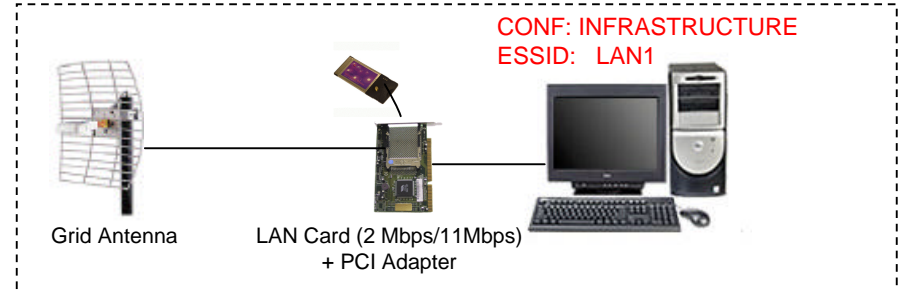 CONF: INFRASTRUCTURE
ESSID: LAN1
Grid Antenna
LAN Card (2 Mbps/11Mbps)
+ PCI Adapter